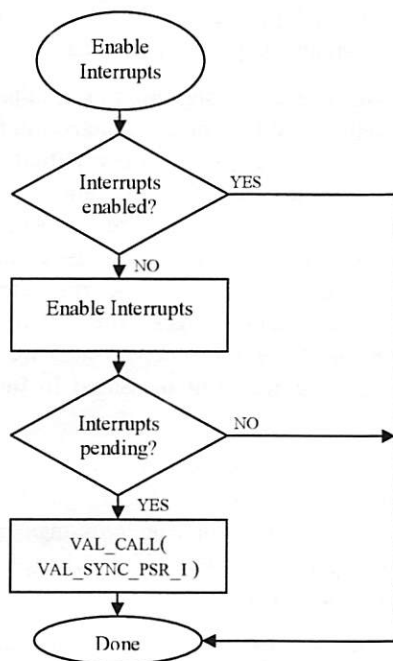 Enable
Interrupts
Interrupts
enabled?
YES
NO
Enable Interrupts
Interrupts
pending?
NO
YES
VAL_CALL(
VAL_SYNC_PSR_I )
Done